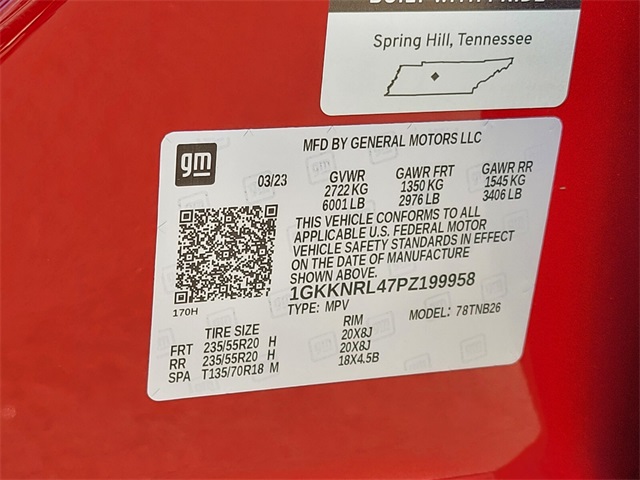 BUILT WITH PRIDE
Spring Hill, Tennessee
gm
MFD BY GENERAL MOTORS LLC
03/23
GVWR GAWR FRT GAWR RR
2722 KG 1350 KG 1545 KG
6001 LB 2976 LB 3406 LB
THIS VEHICLE CONFORMS TO ALL
APPLICABLE U.S. FEDERAL MOTOR
VEHICLE SAFETY STANDARDS IN EFFECT
ON THE DATE OF MANUFACTURE
SHOWN ABOVE.
170H
1GKKNRL47PZ199958
TYPE: MPV MODEL: 78TNB26
TIRE SIZE RIM
FRT 235/55R20 H 20X8J
RR 235/55R20 H 20X8J
SPA T135/70R18 M 18X4.5B